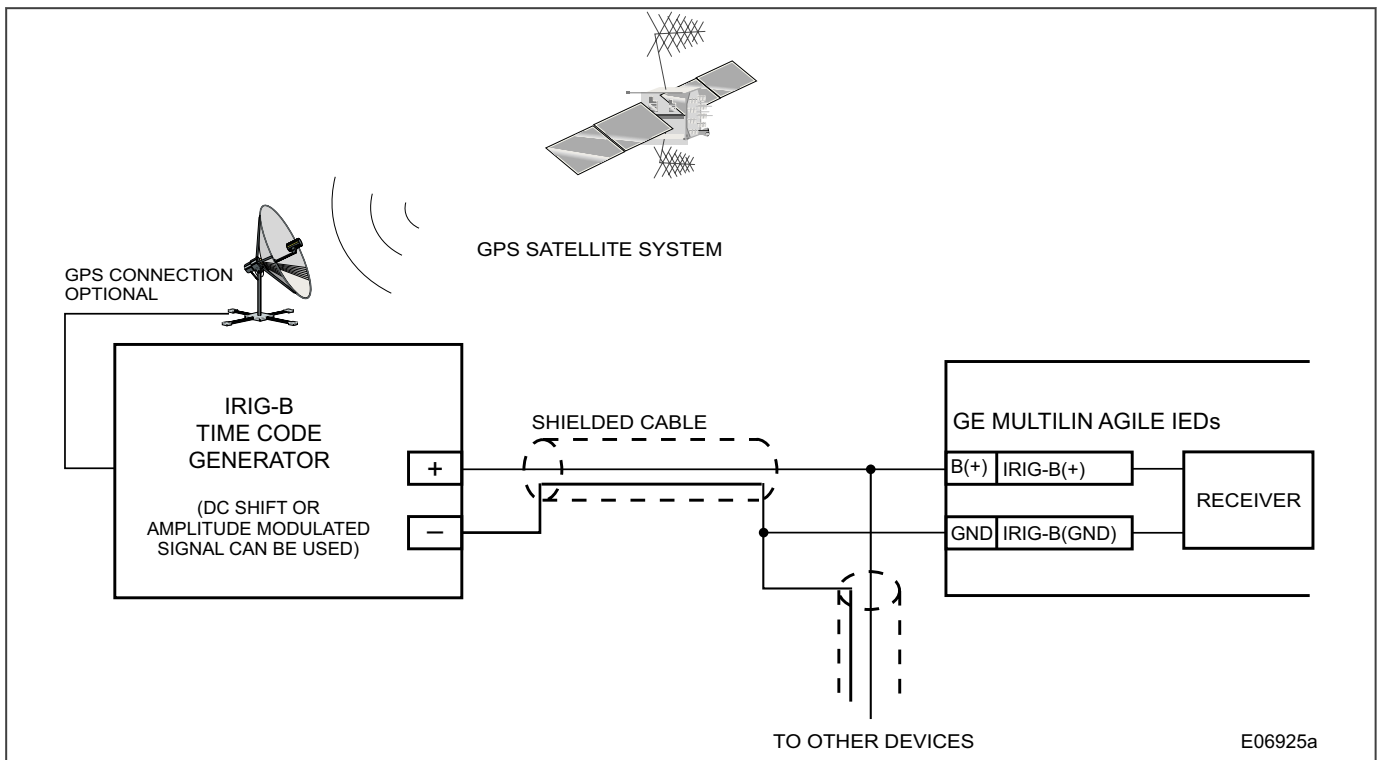 GPS SATELLITE SYSTEM
GPS CONNECTION
OPTIONAL
IRIG-B
TIME CODE
GENERATOR
(DC SHIFT OR
AMPLITUDE MODULATED
SIGNAL CAN BE USED)
+
–
SHIELDED CABLE
GE MULTILIN AGILE IEDs
B(+) IRIG-B(+)
GND IRIG-B(GND)
RECEIVER
TO OTHER DEVICES
E06925a